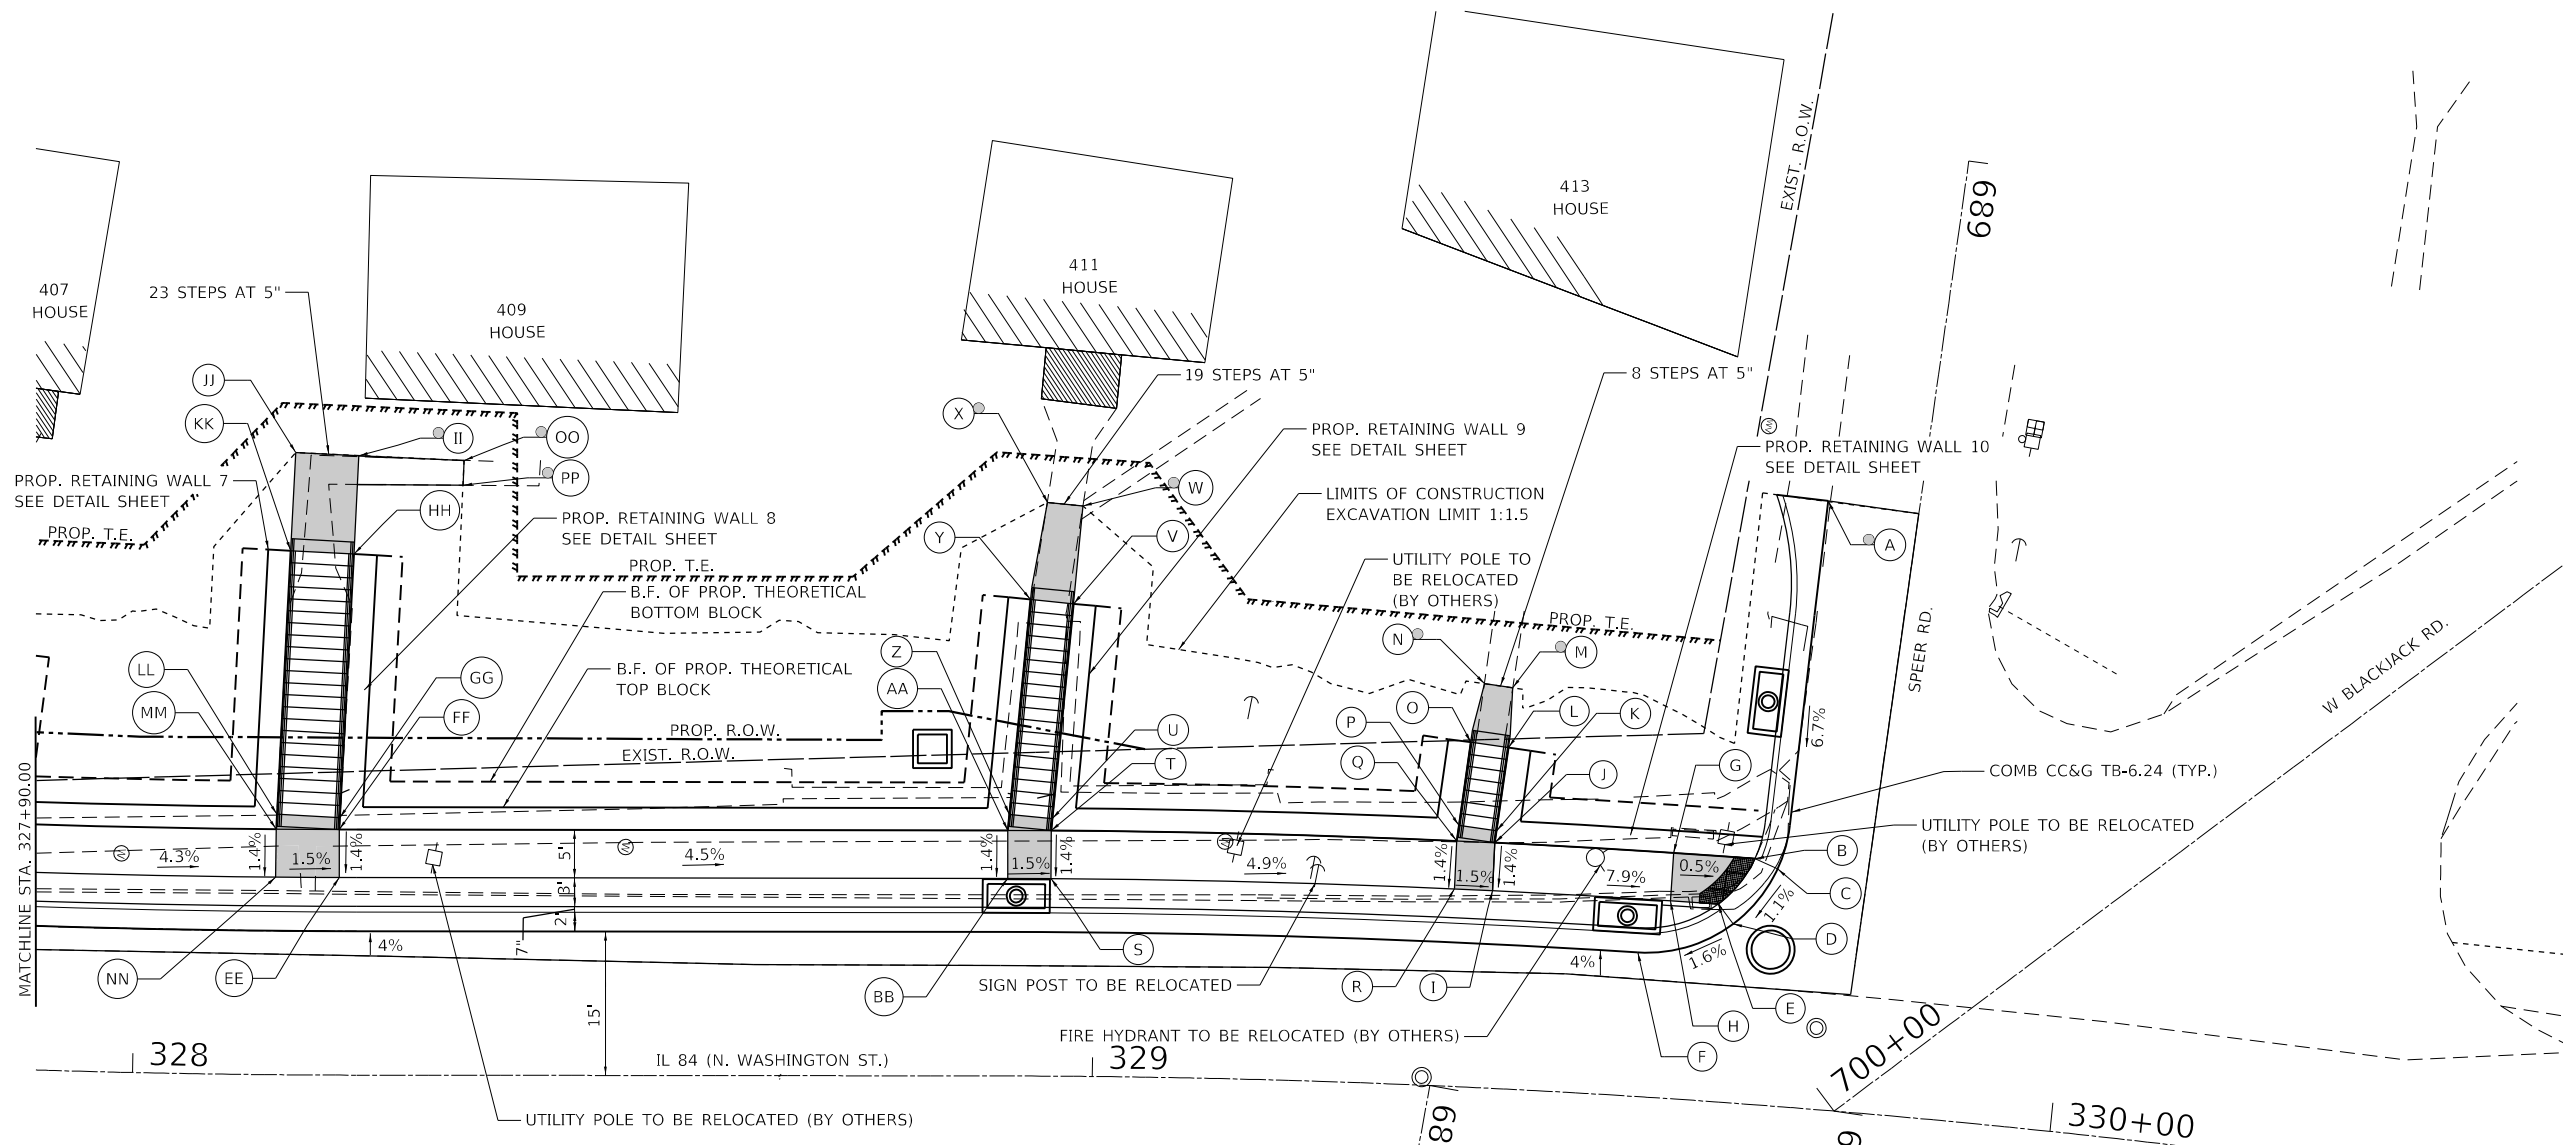 413
HOUSE
EXIST. R.O.W.
689
411
HOUSE
407
HOUSE
23 STEPS AT 5"
409
HOUSE
19 STEPS AT 5"
8 STEPS AT 5"
JJ
KK
II
OO
PP
X
W
PROP. RETAINING WALL 9
SEE DETAIL SHEET
PROP. RETAINING WALL 10
SEE DETAIL SHEET
PROP. RETAINING WALL 7
SEE DETAIL SHEET
PROP. T.E.
HH
PROP. RETAINING WALL 8
SEE DETAIL SHEET
LIMITS OF CONSTRUCTION
EXCAVATION LIMIT 1:1.5
Y
V
A
PROP. T.E.
UTILITY POLE TO
BE RELOCATED
(BY OTHERS)
B.F. OF PROP. THEORETICAL
BOTTOM BLOCK
PROP. T.E.
N
M
SPEER RD.
W BLACKJACK RD.
LL
MM
GG
FF
B.F. OF PROP. THEORETICAL
TOP BLOCK
Z
AA
U
T
P
O
Q
L
K
J
G
6.7%
PROP. R.O.W.
EXIST. R.O.W.
COMB CC&G TB-6.24 (TYP.)
UTILITY POLE TO BE RELOCATED
(BY OTHERS)
MATCHLINE STA. 327+90.00
4.3%
1.4%
1.5%
1.4%
4.5%
5'
3'
2'
7"
1.4%
1.5%
1.4%
4.9%
1.4%
1.5%
1.4%
7.9%
0.5%
B
C
1.1%
D
1.6%
E
4%
4%
NN
EE
BB
S
SIGN POST TO BE RELOCATED
R
I
H
F
15'
FIRE HYDRANT TO BE RELOCATED (BY OTHERS)
328
IL 84 (N. WASHINGTON ST.)
329
700+00
330+00
UTILITY POLE TO BE RELOCATED (BY OTHERS)